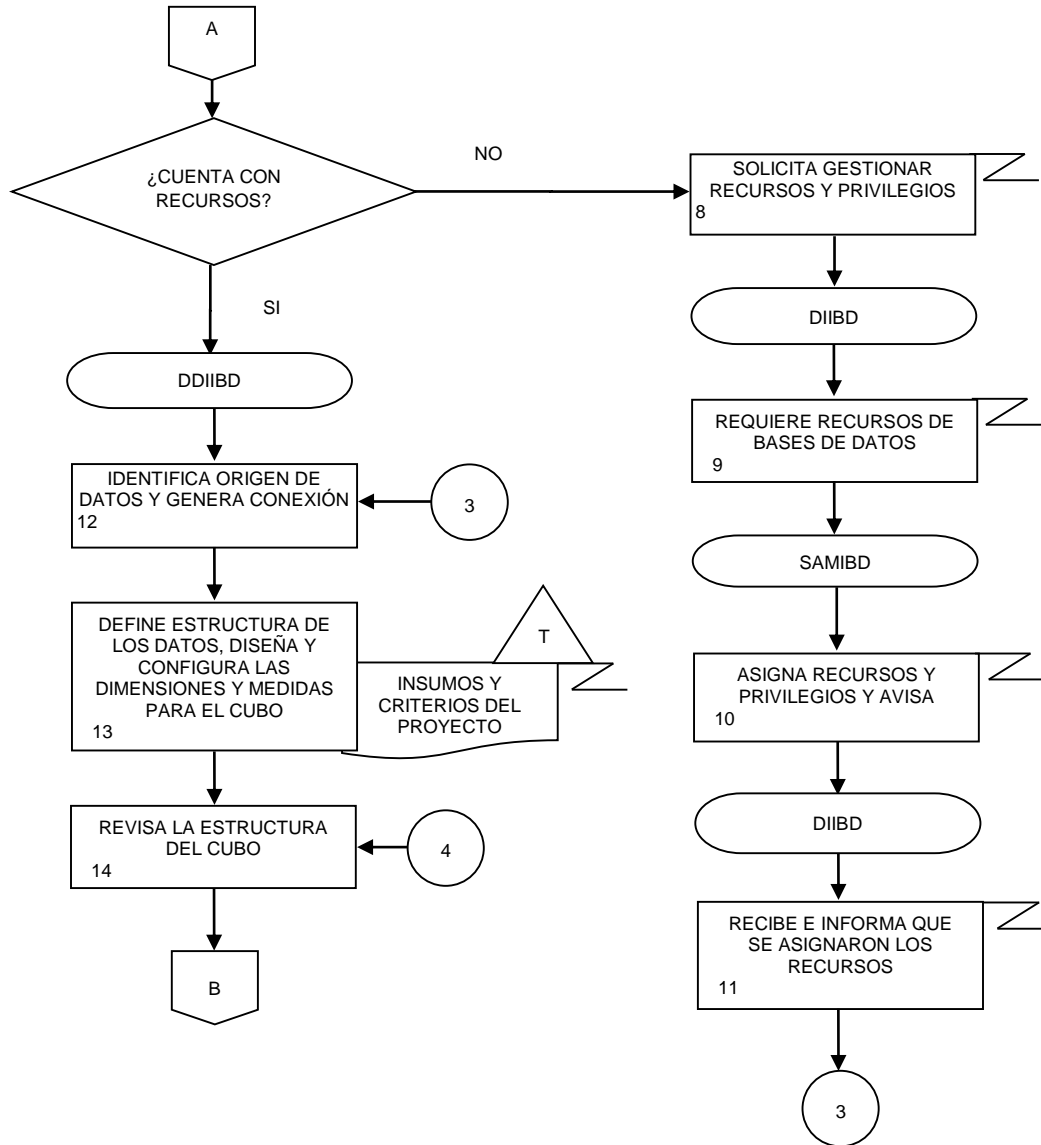 A
¿CUENTA CON
RECURSOS?
NO
SI
SOLICITA GESTIONAR
RECURSOS Y PRIVILEGIOS
8
DIIBD
REQUIERE RECURSOS DE
BASES DE DATOS
9
SAMIBD
ASIGNA RECURSOS Y
PRIVILEGIOS Y AVISA
10
DIIBD
RECIBE E INFORMA QUE
SE ASIGNARON LOS
RECURSOS
11
3
DDIIBD
IDENTIFICA ORIGEN DE
DATOS Y GENERA CONEXIÓN
12
3
DEFINE ESTRUCTURA DE
LOS DATOS, DISEÑA Y
CONFIGURA LAS
DIMENSIONES Y MEDIDAS
PARA EL CUBO
13
T
INSUMOS Y
CRITERIOS DEL
PROYECTO
REVISA LA ESTRUCTURA
DEL CUBO
14
4
B